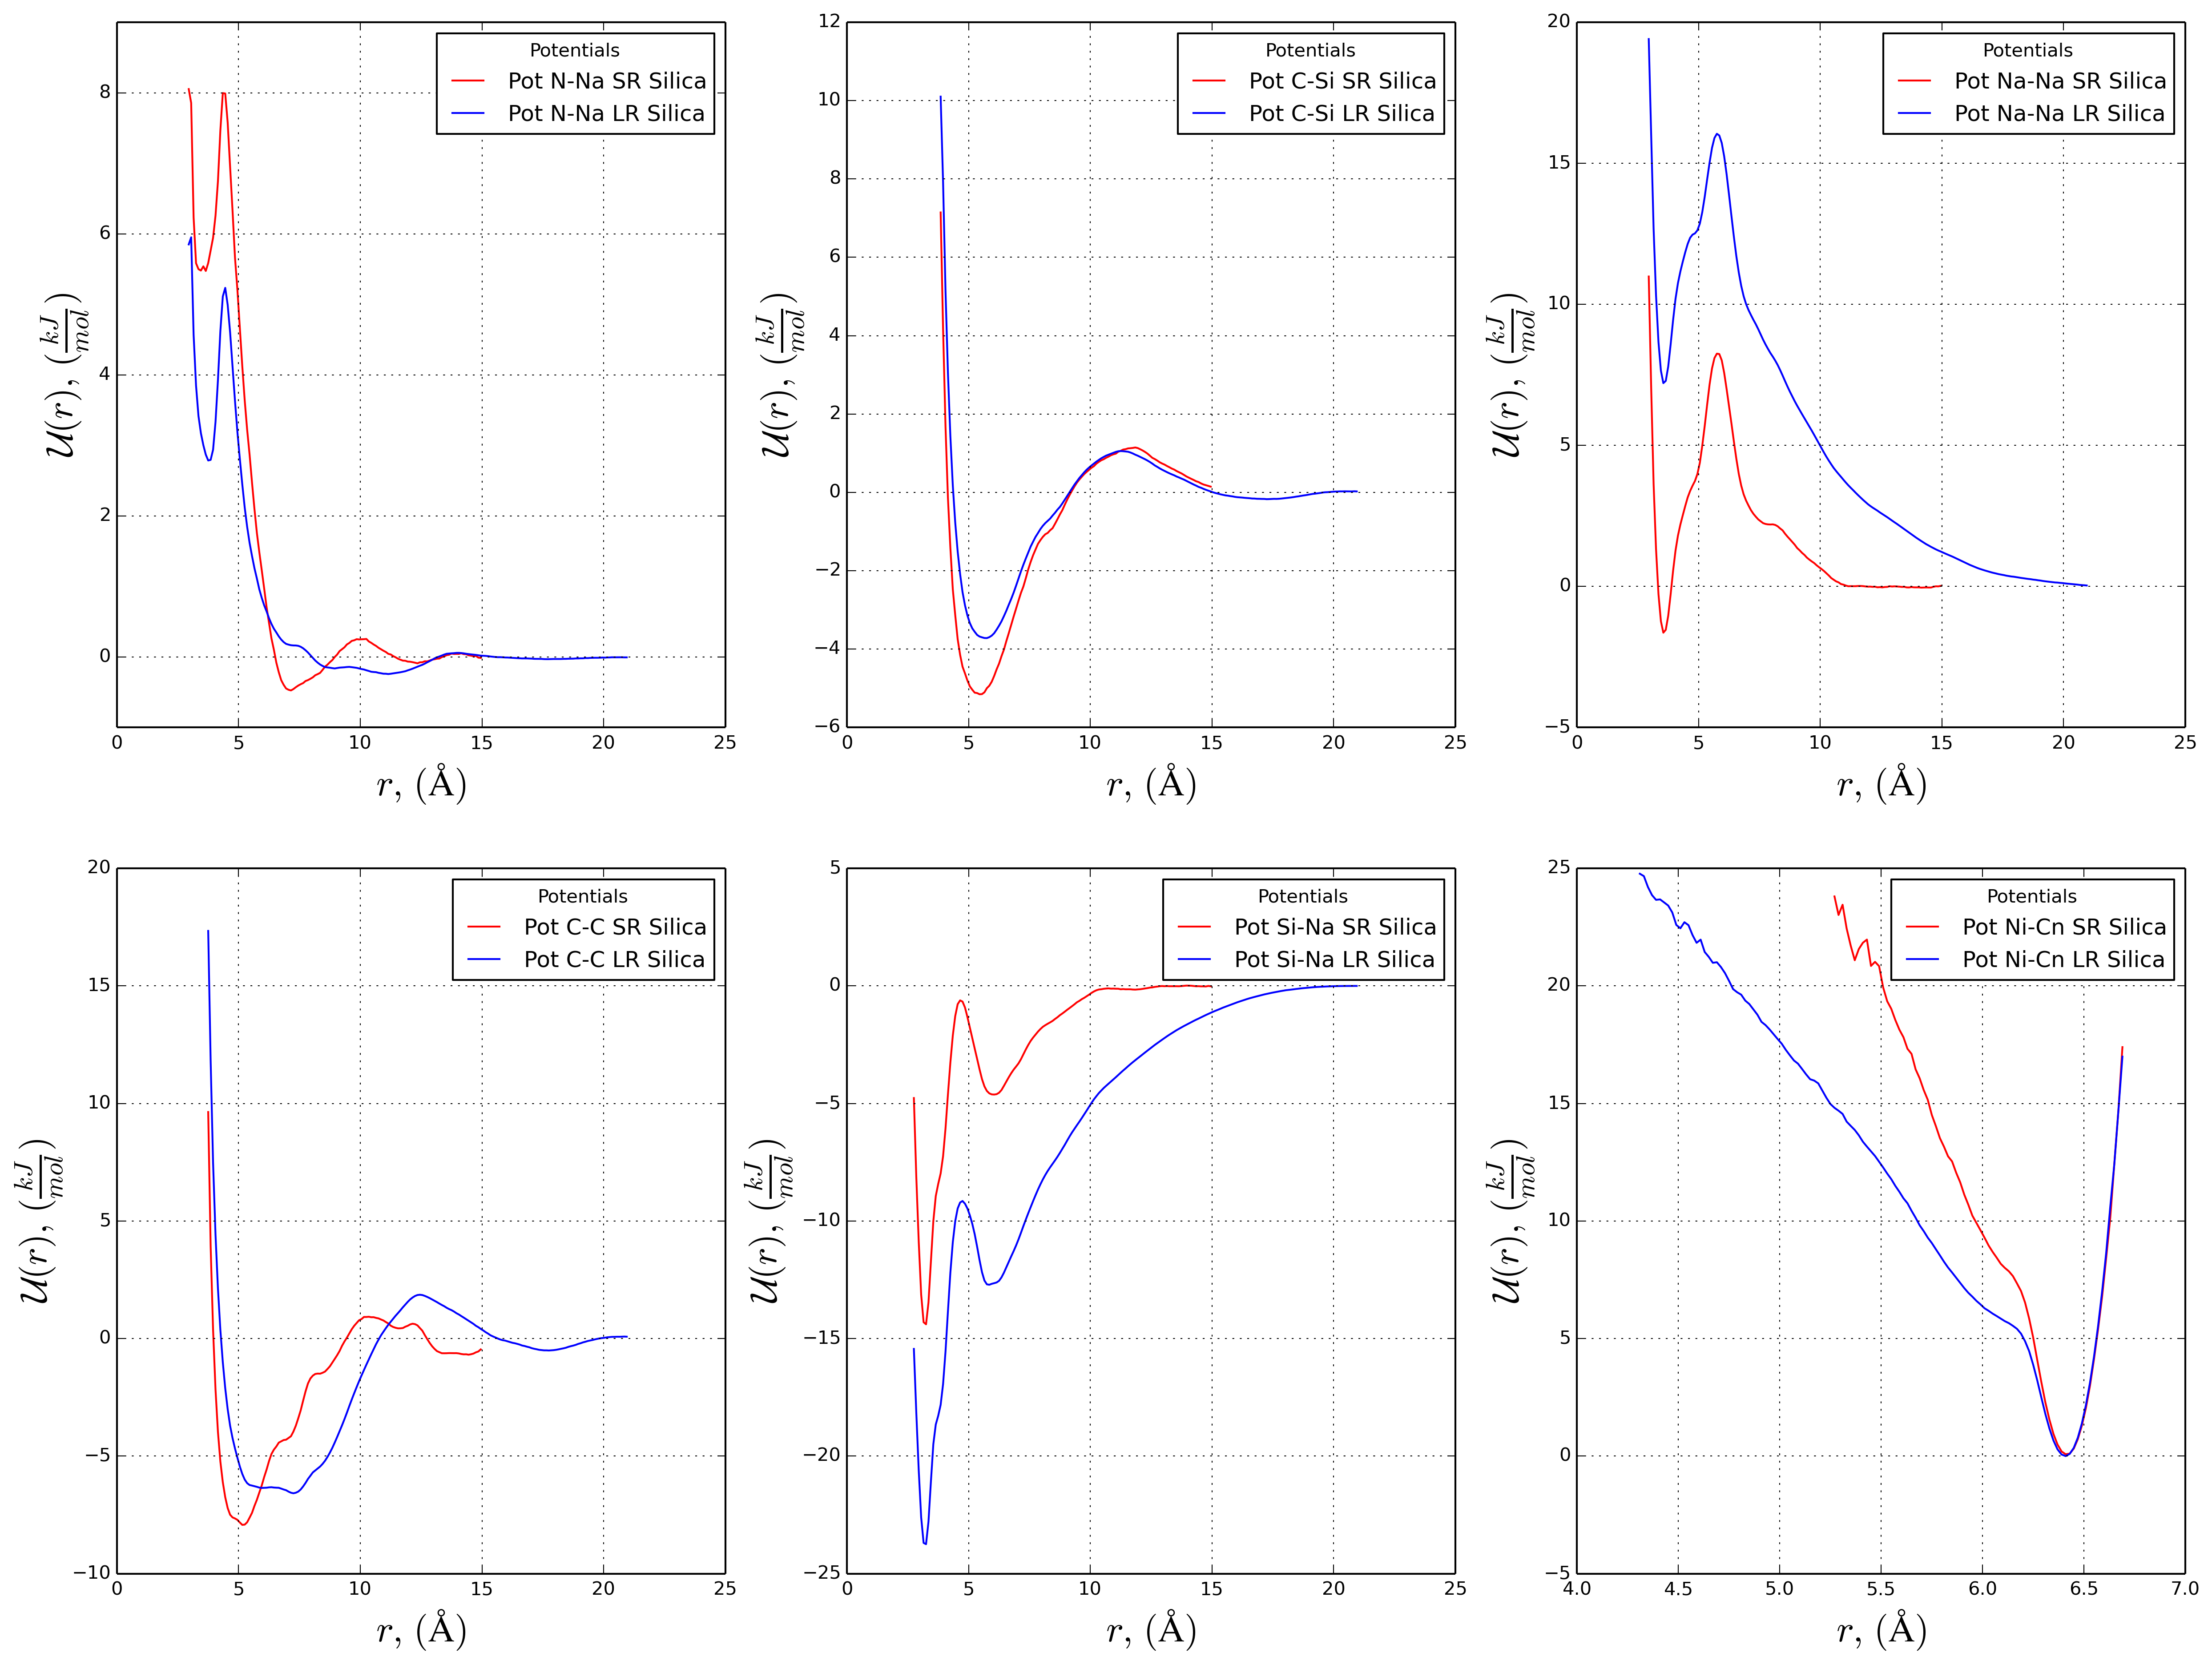 Potentials
Pot N-Na SR Silica
Pot N-Na LR Silica
8
6
4
2
0
0 5 10 15 20 25
𝒰(r), (kJ/mol)
r, (Å)
Potentials
Pot C-Si SR Silica
Pot C-Si LR Silica
12
10
8
6
4
2
0
−2
−4
−6
0 5 10 15 20 25
𝒰(r), (kJ/mol)
r, (Å)
Potentials
Pot Na-Na SR Silica
Pot Na-Na LR Silica
20
15
10
5
0
−5
0 5 10 15 20 25
𝒰(r), (kJ/mol)
r, (Å)
Potentials
Pot C-C SR Silica
Pot C-C LR Silica
20
15
10
5
0
−5
−10
0 5 10 15 20 25
𝒰(r), (kJ/mol)
r, (Å)
Potentials
Pot Si-Na SR Silica
Pot Si-Na LR Silica
5
0
−5
−10
−15
−20
−25
0 5 10 15 20 25
𝒰(r), (kJ/mol)
r, (Å)
Potentials
Pot Ni-Cn SR Silica
Pot Ni-Cn LR Silica
25
20
15
10
5
0
−5
4.0 4.5 5.0 5.5 6.0 6.5 7.0
𝒰(r), (kJ/mol)
r, (Å)